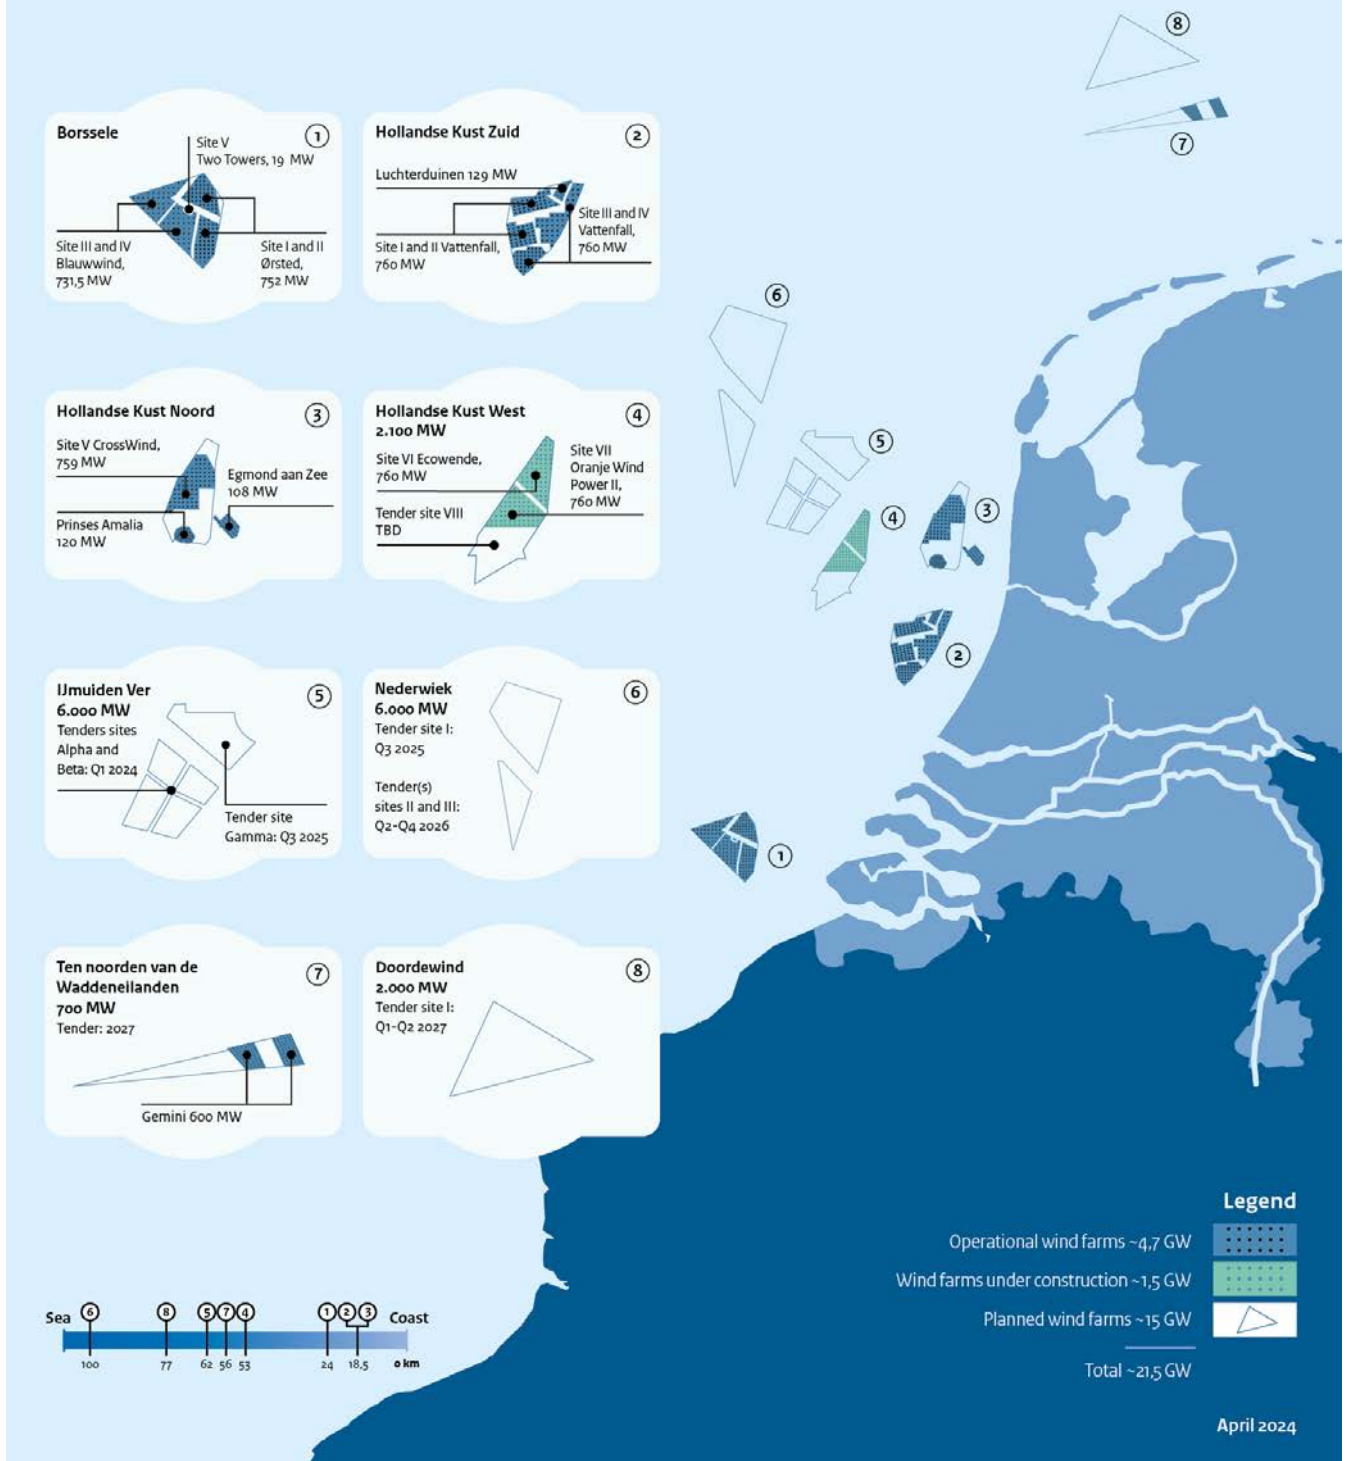 8
7
Borssele
1
Site V
Two Towers, 19 MW
Site III and IV
Blauwwind,
731,5 MW
Site I and II
Ørsted,
752 MW
Hollandse Kust Zuid
2
Luchterduinen 129 MW
Site III and IV
Vattenfall,
760 MW
Site I and II Vattenfall,
760 MW
6
Hollandse Kust Noord
3
Site V CrossWind,
759 MW
Egmond aan Zee
108 MW
Prinses Amalia
120 MW
Hollandse Kust West
2.100 MW
4
Site VI Ecowende,
760 MW
Site VII
Oranje Wind
Power II,
760 MW
Tender site VIII
TBD
5
4
3
2
IJmuiden Ver
6.000 MW
5
Tenders sites
Alpha and
Beta: Q1 2024
Tender site
Gamma: Q3 2025
Nederwiek
6.000 MW
6
Tender site I:
Q3 2025
Tender(s)
sites II and III:
Q2-Q4 2026
1
Ten noorden van de
Waddeneilanden
700 MW
7
Tender: 2027
Gemini 600 MW
Doordewind
2.000 MW
8
Tender site I:
Q1-Q2 2027
Legend
Operational wind farms ~4,7 GW
Wind farms under construction ~1,5 GW
Planned wind farms ~15 GW
Total ~21,5 GW
Sea 6 8 5 7 4 1 2 3 Coast
100 77 62 56 53 24 18,5 0 km
April 2024